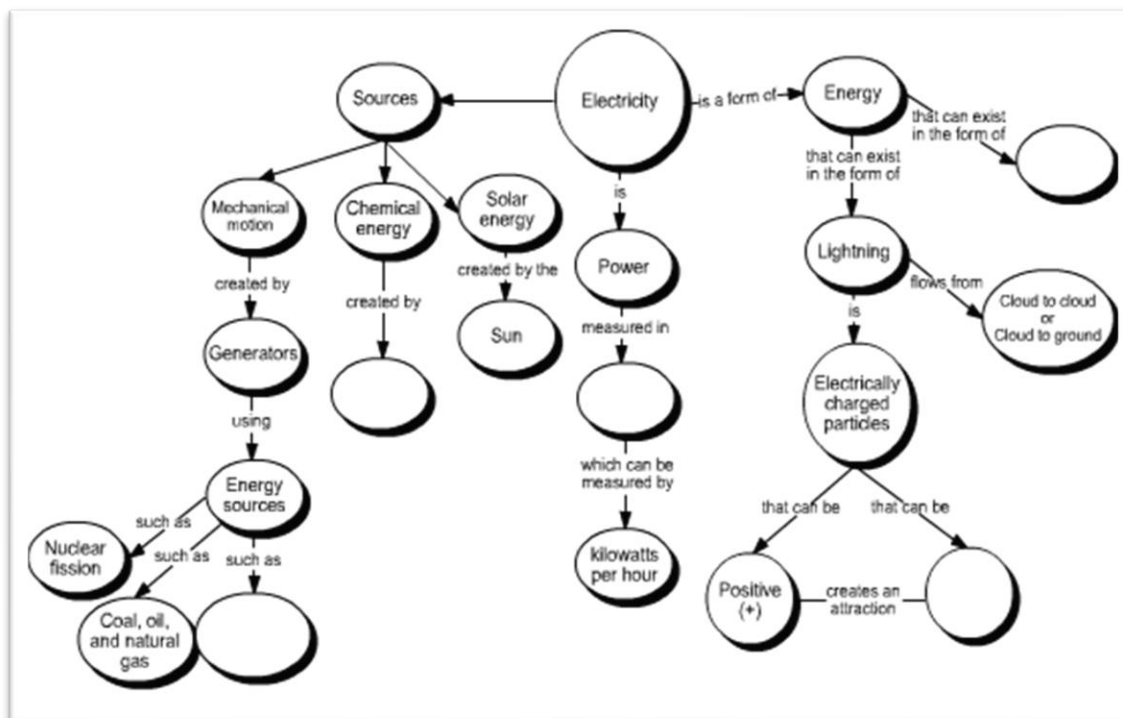 Electricity
Sources
Mechanical
motion
created by
Generators
using
Energy
sources
such as
Nuclear
fission
such as
Coal, oil,
and natural
gas
such as
Chemical
energy
created by
Solar
energy
created by the
Sun
is
Power
measured in
which can be
measured by
kilowatts
per hour
is a form of
Energy
that can exist
in the form of
that can exist
in the form of
Lightning
flows from
Cloud to cloud
or
Cloud to ground
is
Electrically
charged
particles
that can be
Positive
(+)
that can be
creates an
attraction